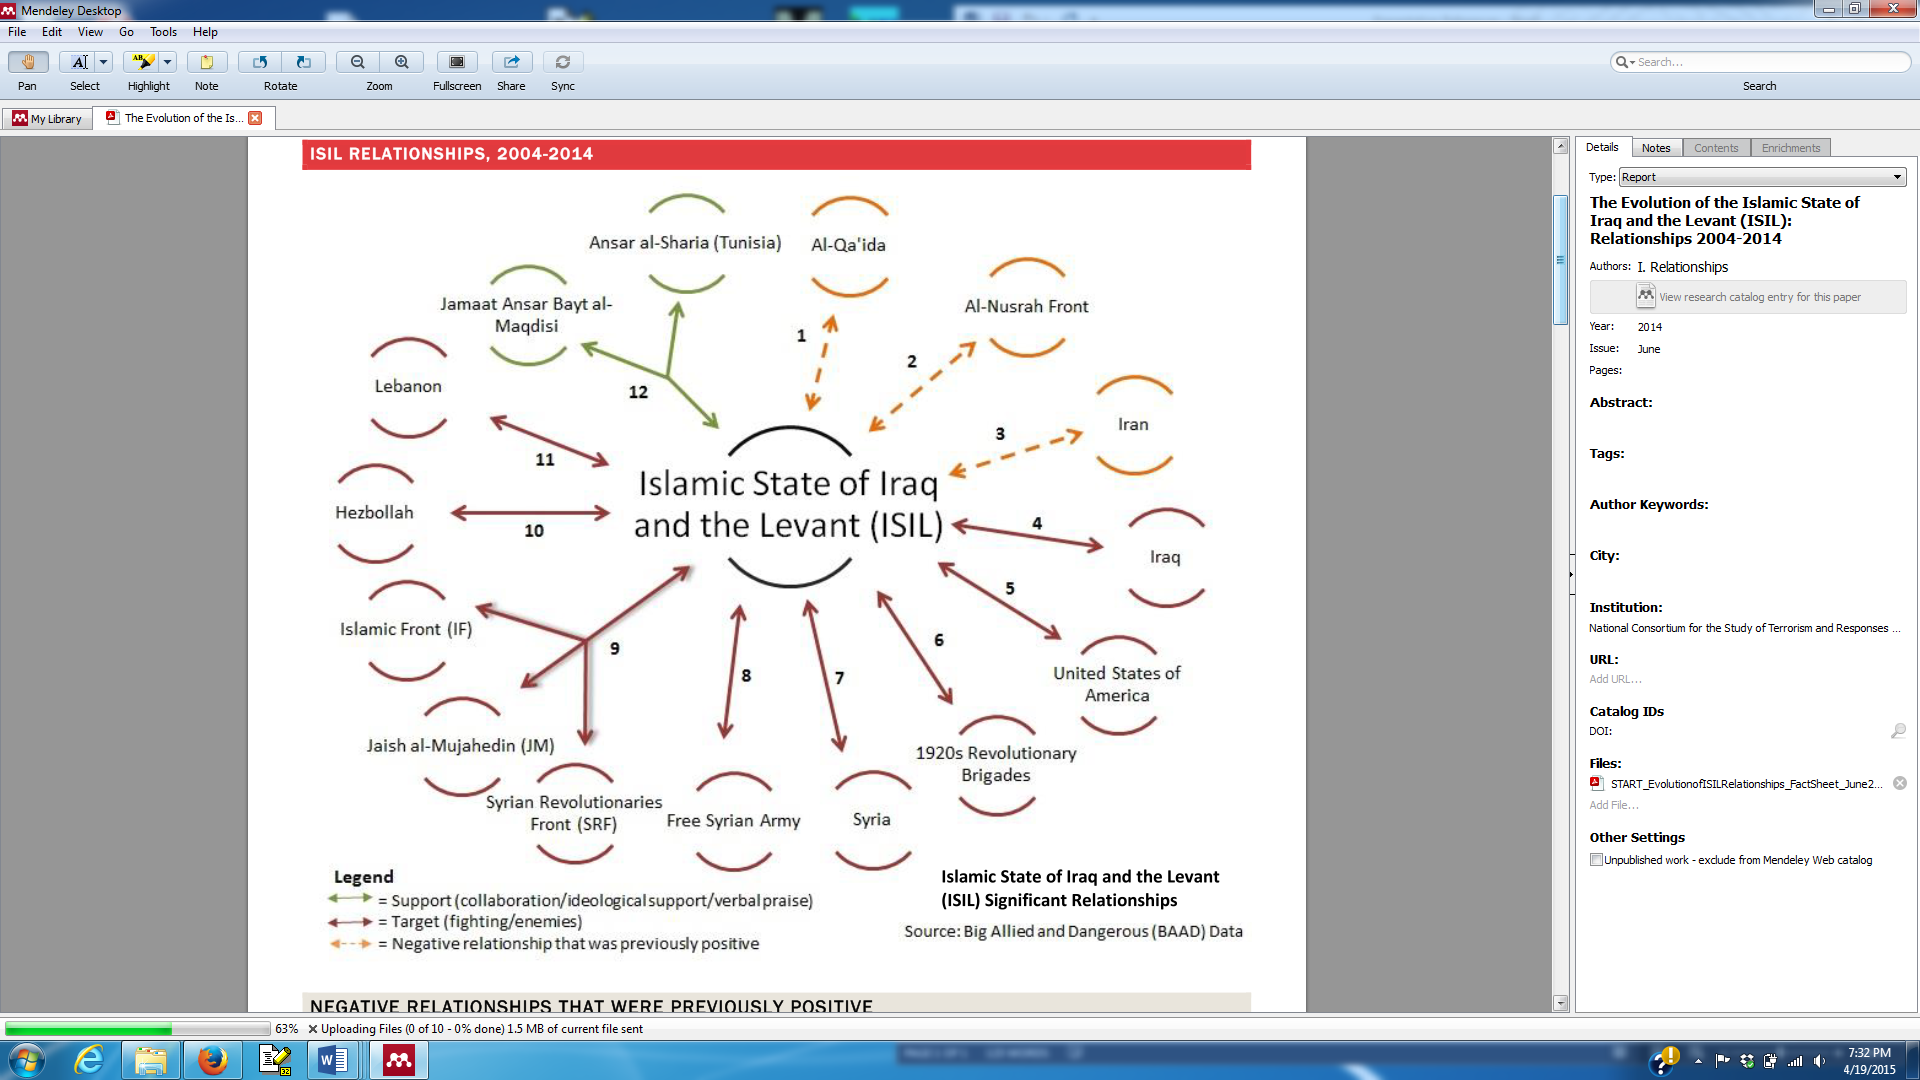 Mendeley Desktop
File Edit View Go Tools Help
Pan Select Highlight Note Rotate Zoom Fullscreen Share Sync
Search...
Search
My Library
The Evolution of the Is...
ISIL RELATIONSHIPS, 2004-2014
Ansar al-Sharia (Tunisia)
Al-Qa'ida
Jamaat Ansar Bayt al-
Maqdisi
Al-Nusrah Front
Lebanon
Iran
1
2
3
12
11
Islamic State of Iraq
and the Levant (ISIL)
Hezbollah
10
4
Iraq
5
Islamic Front (IF)
9
6
8
7
United States of
America
Jaish al-Mujahedin (JM)
1920s Revolutionary
Brigades
Syrian Revolutionaries
Front (SRF)
Free Syrian Army
Syria
Legend
= Support (collaboration/ideological support/verbal praise)
= Target (fighting/enemies)
= Negative relationship that was previously positive
Islamic State of Iraq and the Levant
(ISIL) Significant Relationships
Source: Big Allied and Dangerous (BAAD) Data
NEGATIVE RELATIONSHIPS THAT WERE PREVIOUSLY POSITIVE
Details Notes Contents Enrichments
Type: Report
The Evolution of the Islamic State of
Iraq and the Levant (ISIL):
Relationships 2004-2014
Authors: I. Relationships
View research catalog entry for this paper
Year: 2014
Issue: June
Pages:
Abstract:
Tags:
Author Keywords:
City:
Institution:
National Consortium for the Study of Terrorism and Responses ...
URL:
Add URL...
Catalog IDs
DOI:
Files:
START_EvolutionofISILRelationships_FactSheet_June2...
Add File...
Other Settings
Unpublished work - exclude from Mendeley Web catalog
63% Uploading Files (0 of 10 - 0% done) 1.5 MB of current file sent
7:32 PM
4/19/2015